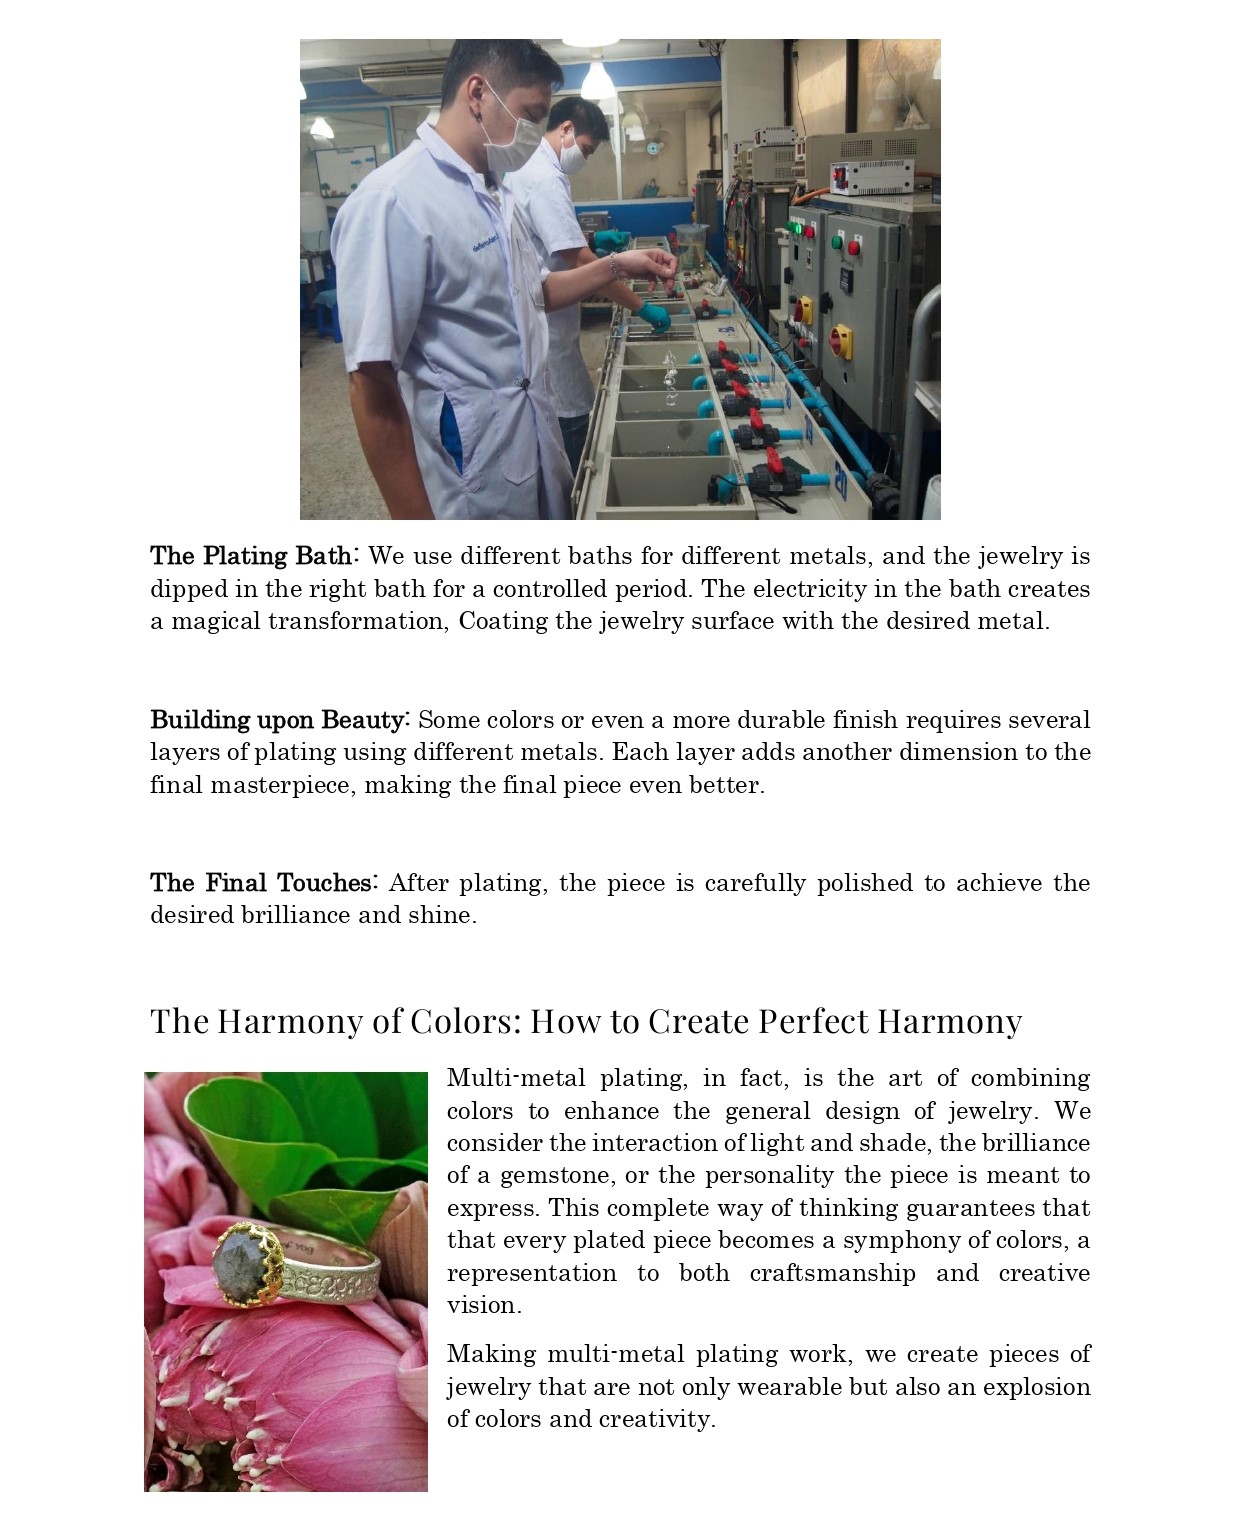 The Plating Bath: We use different baths for different metals, and the jewelry is
dipped in the right bath for a controlled period. The electricity in the bath creates
a magical transformation, Coating the jewelry surface with the desired metal.
Building upon Beauty: Some colors or even a more durable finish requires several
layers of plating using different metals. Each layer adds another dimension to the
final masterpiece, making the final piece even better.
The Final Touches: After plating, the piece is carefully polished to achieve the
desired brilliance and shine.
The Harmony of Colors: How to Create Perfect Harmony
Multi-metal plating, in fact, is the art of combining
colors to enhance the general design of jewelry. We
consider the interaction of light and shade, the brilliance
of a gemstone, or the personality the piece is meant to
express. This complete way of thinking guarantees that
that every plated piece becomes a symphony of colors, a
representation to both craftsmanship and creative
vision.
Making multi-metal plating work, we create pieces of
jewelry that are not only wearable but also an explosion
of colors and creativity.